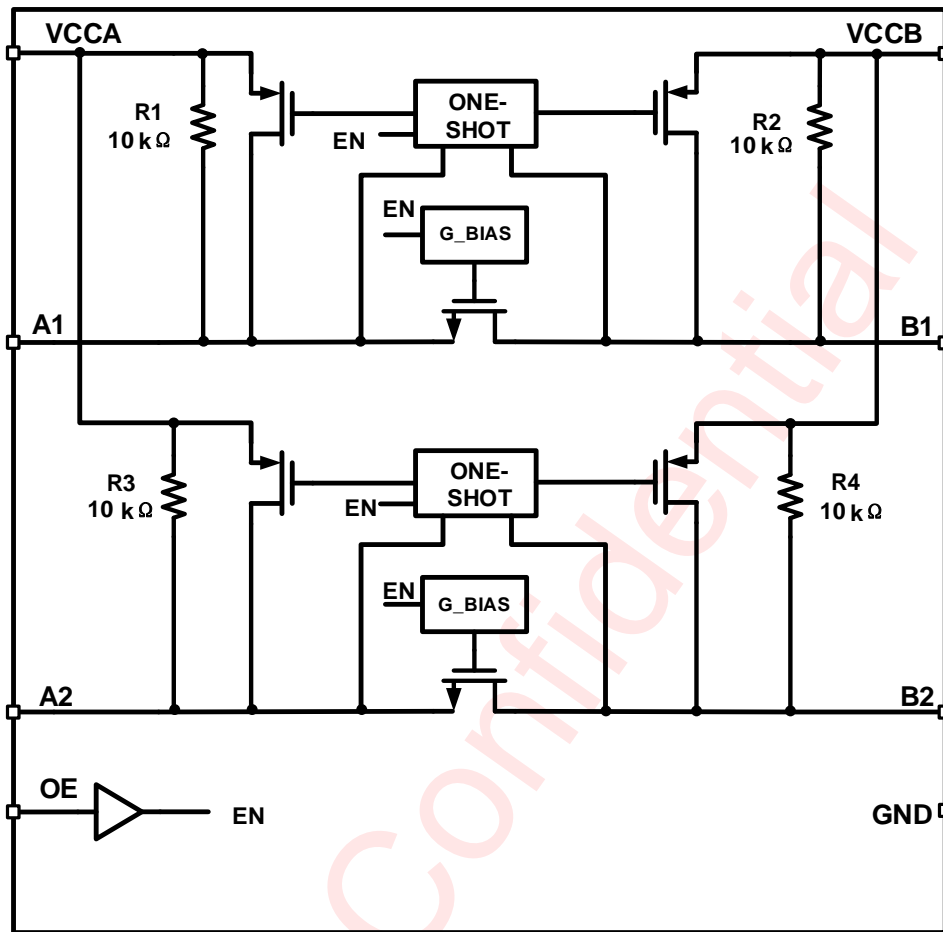 VCCA
VCCB
R1
10 kΩ
ONE-
SHOT
EN
R2
10 kΩ
EN
G_BIAS
A1
B1
R3
10 kΩ
ONE-
SHOT
EN
R4
10 kΩ
EN
G_BIAS
A2
B2
OE
EN
GND
Confidential